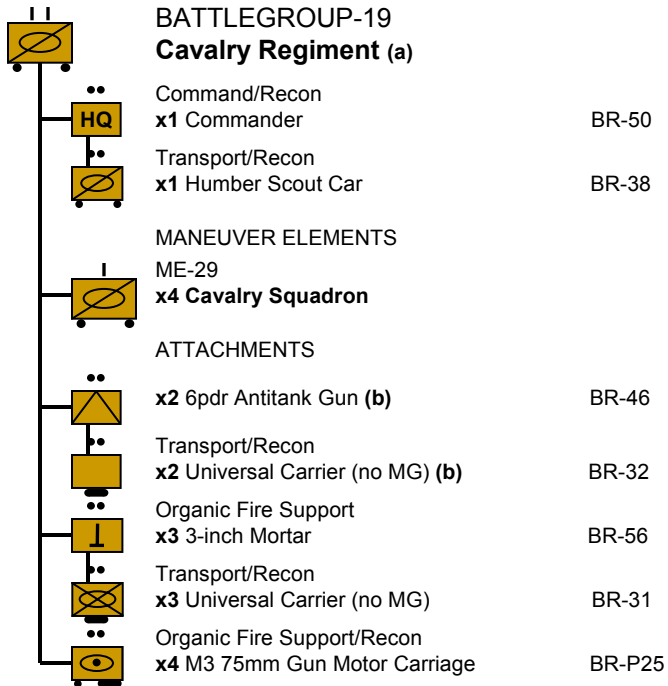 BATTLEGROUP-19
Cavalry Regiment (a)
Command/Recon
HQ x1 Commander BR-50
Transport/Recon
x1 Humber Scout Car BR-38
MANEUVER ELEMENTS
ME-29
x4 Cavalry Squadron
ATTACHMENTS
x2 6pdr Antitank Gun (b) BR-46
Transport/Recon
x2 Universal Carrier (no MG) (b) BR-32
Organic Fire Support
x3 3-inch Mortar BR-56
Transport/Recon
x3 Universal Carrier (no MG) BR-31
Organic Fire Support/Recon
x4 M3 75mm Gun Motor Carriage BR-P25